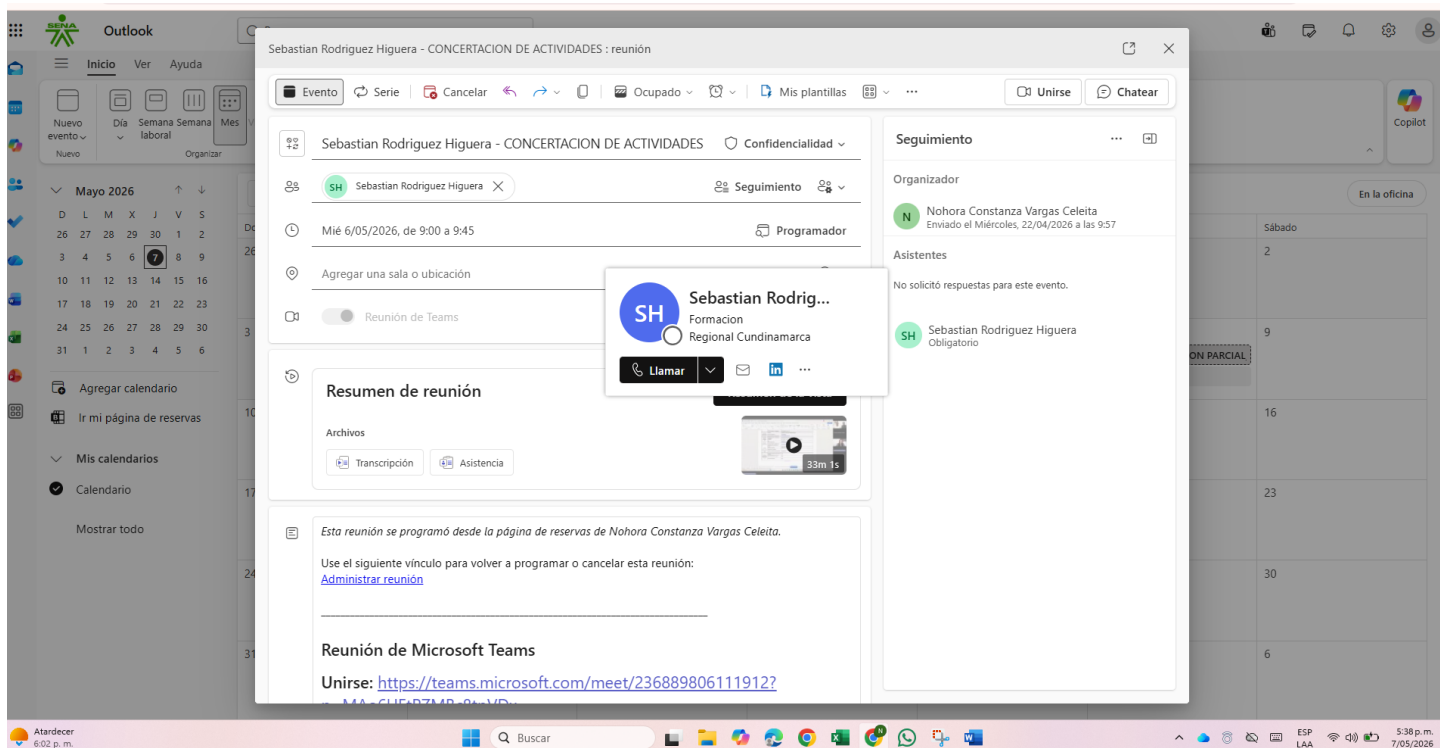 SENA
Outlook
Inicio Ver Ayuda
Nuevo evento
Día
Semana laboral
Semana
Mes
Nuevo
Organizar
Copilot
Mayo 2026
D L M X J V S
26 27 28 29 30 1 2
3 4 5 6 7 8 9
10 11 12 13 14 15 16
17 18 19 20 21 22 23
24 25 26 27 28 29 30
31 1 2 3 4 5 6
Agregar calendario
Ir mi página de reservas
Mis calendarios
Calendario
Mostrar todo
En la oficina
Do
Sábado
26
2
3
9
ON PARCIAL
10
16
17
23
24
30
31
6
Sebastian Rodriguez Higuera - CONCERTACION DE ACTIVIDADES : reunión
Evento Serie Cancelar Ocupado Mis plantillas ... Unirse Chatear
Sebastian Rodriguez Higuera - CONCERTACION DE ACTIVIDADES Confidencialidad
SH Sebastian Rodriguez Higuera Seguimiento
Mié 6/05/2026, de 9:00 a 9:45 Programador
Agregar una sala o ubicación
Reunión de Teams
SH
Sebastian Rodrig...
Formacion
Regional Cundinamarca
Llamar
in
...
Resumen de reunión
Archivos
Transcripción Asistencia
33m 1s
Esta reunión se programó desde la página de reservas de Nohora Constanza Vargas Celeita.
Use el siguiente vínculo para volver a programar o cancelar esta reunión:
Administrar reunión
Reunión de Microsoft Teams
Unirse: https://teams.microsoft.com/meet/236889806111912?
Seguimiento ...
Organizador
N Nohora Constanza Vargas Celeita
Enviado el Miércoles, 22/04/2026 a las 9:57
Asistentes
No solicitó respuestas para este evento.
SH Sebastian Rodriguez Higuera
Obligatorio
Atardecer
6:02 p. m.
Buscar
ESP
LAA
5:38 p. m.
7/05/2026